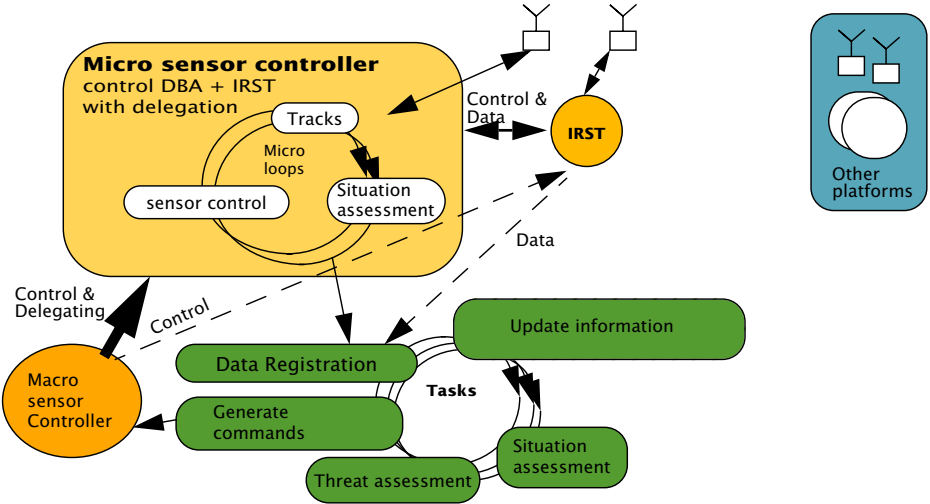 Micro sensor controller
control DBA + IRST
with delegation
Tracks
Micro
loops
sensor control
Situation
assessment
Control &
Data
IRST
Other
platforms
Data
Control &
Delegating
Control
Update information
Data Registration
Tasks
Macro
sensor
Controller
Generate
commands
Situation
assessment
Threat assessment